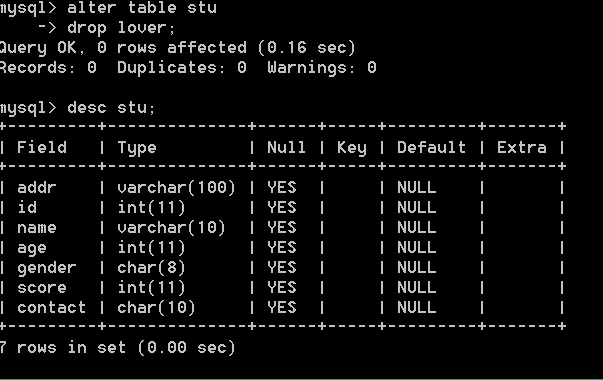 mysql> alter table stu
    -> drop lover;
Query OK, 0 rows affected (0.16 sec)
Records: 0  Duplicates: 0  Warnings: 0

mysql> desc stu;
+---------+--------------+------+-----+---------+-------+
| Field   | Type         | Null | Key | Default | Extra |
+---------+--------------+------+-----+---------+-------+
| addr    | varchar(100) | YES  |     | NULL    |       |
| id      | int(11)      | YES  |     | NULL    |       |
| name    | varchar(10)  | YES  |     | NULL    |       |
| age     | int(11)      | YES  |     | NULL    |       |
| gender  | char(8)      | YES  |     | NULL    |       |
| score   | int(11)      | YES  |     | NULL    |       |
| contact | char(10)     | YES  |     | NULL    |       |
+---------+--------------+------+-----+---------+-------+
7 rows in set (0.00 sec)